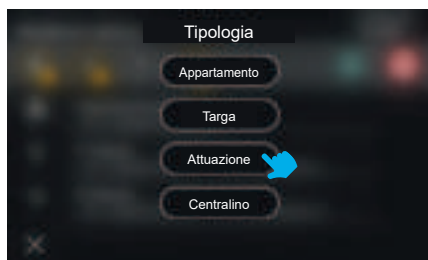 Tipologia
Appartamento
Targa
Attuazione
Centralino